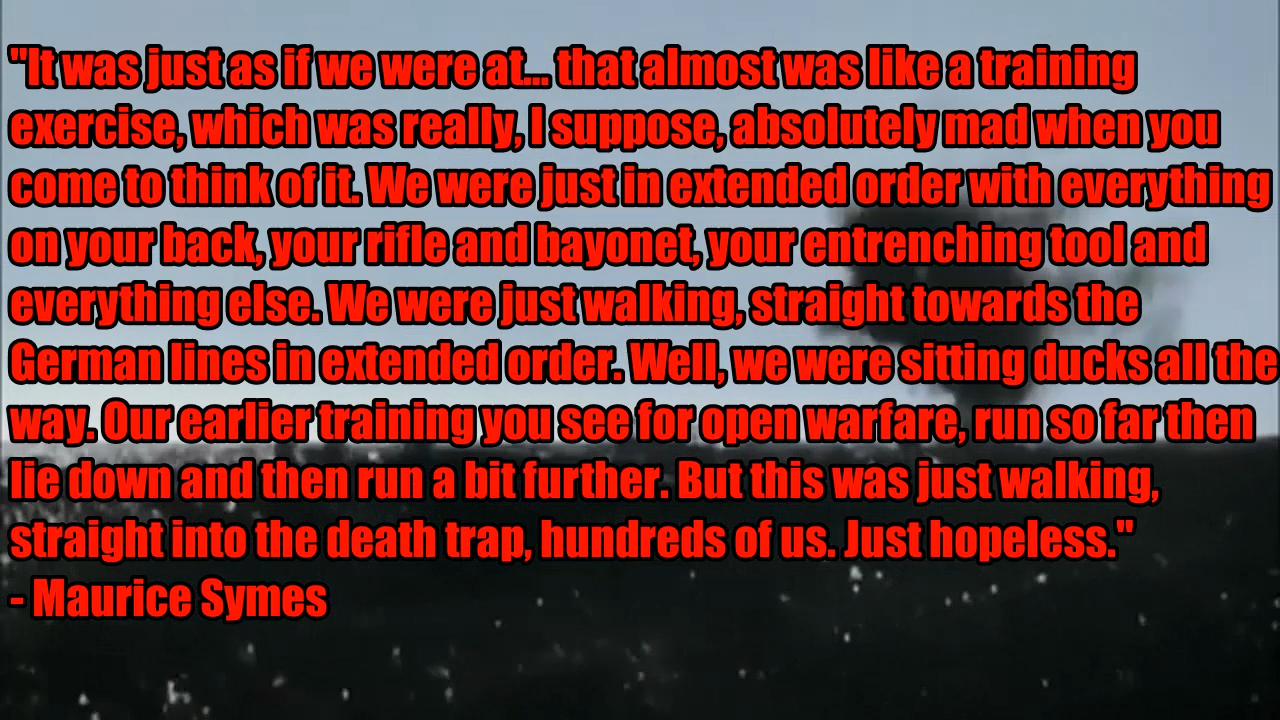 "It was just as if we were at... that almost was like a training
exercise, which was really, I suppose, absolutely mad when you
come to think of it. We were just in extended order with everything
on your back, your rifle and bayonet, your entrenching tool and
everything else. We were just walking, straight towards the
German lines in extended order. Well, we were sitting ducks all the
way. Our earlier training you see for open warfare, run so far then
lie down and then run a bit further. But this was just walking,
straight into the death trap, hundreds of us. Just hopeless."
- Maurice Symes